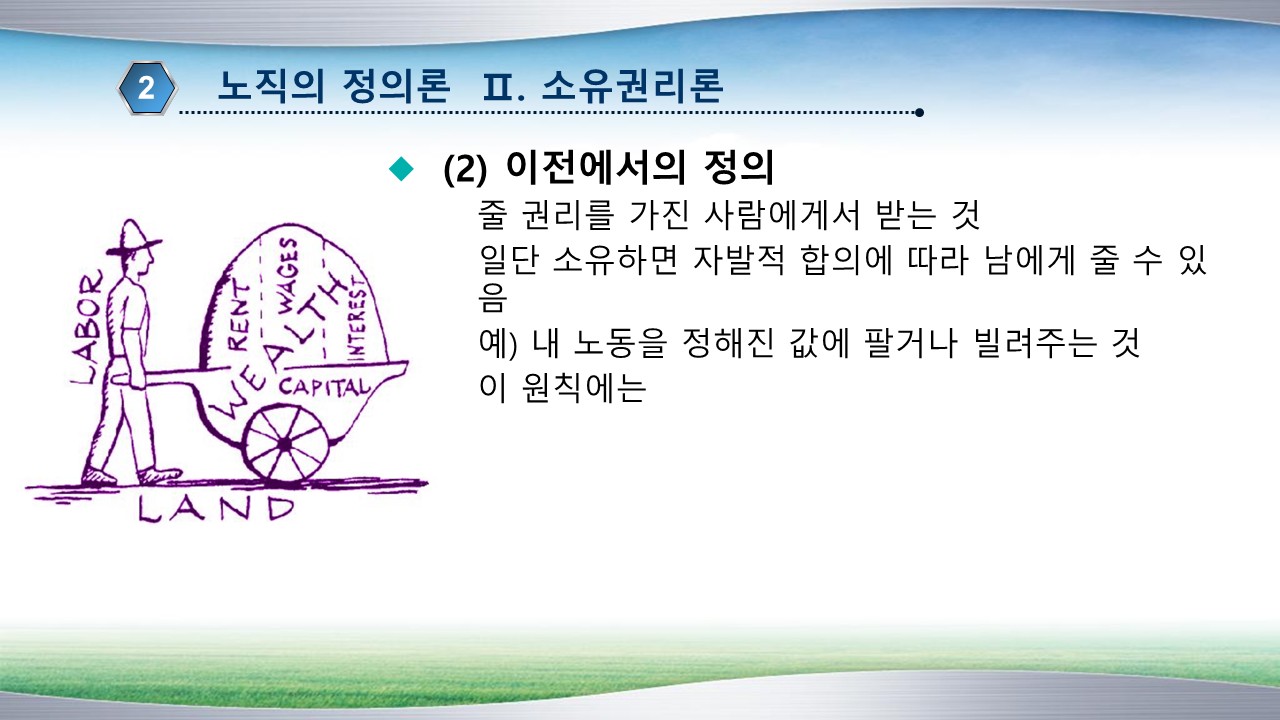 2
노직의 정의론 Ⅱ. 소유권리론
(2) 이전에서의 정의
줄 권리를 가진 사람에게서 받는 것
일단 소유하면 자발적 합의에 따라 남에게 줄 수 있
음
예) 내 노동을 정해진 값에 팔거나 빌려주는 것
이 원칙에는
LABOR
RENT
WAGES
INTEREST
WEALTH
CAPITAL
LAND